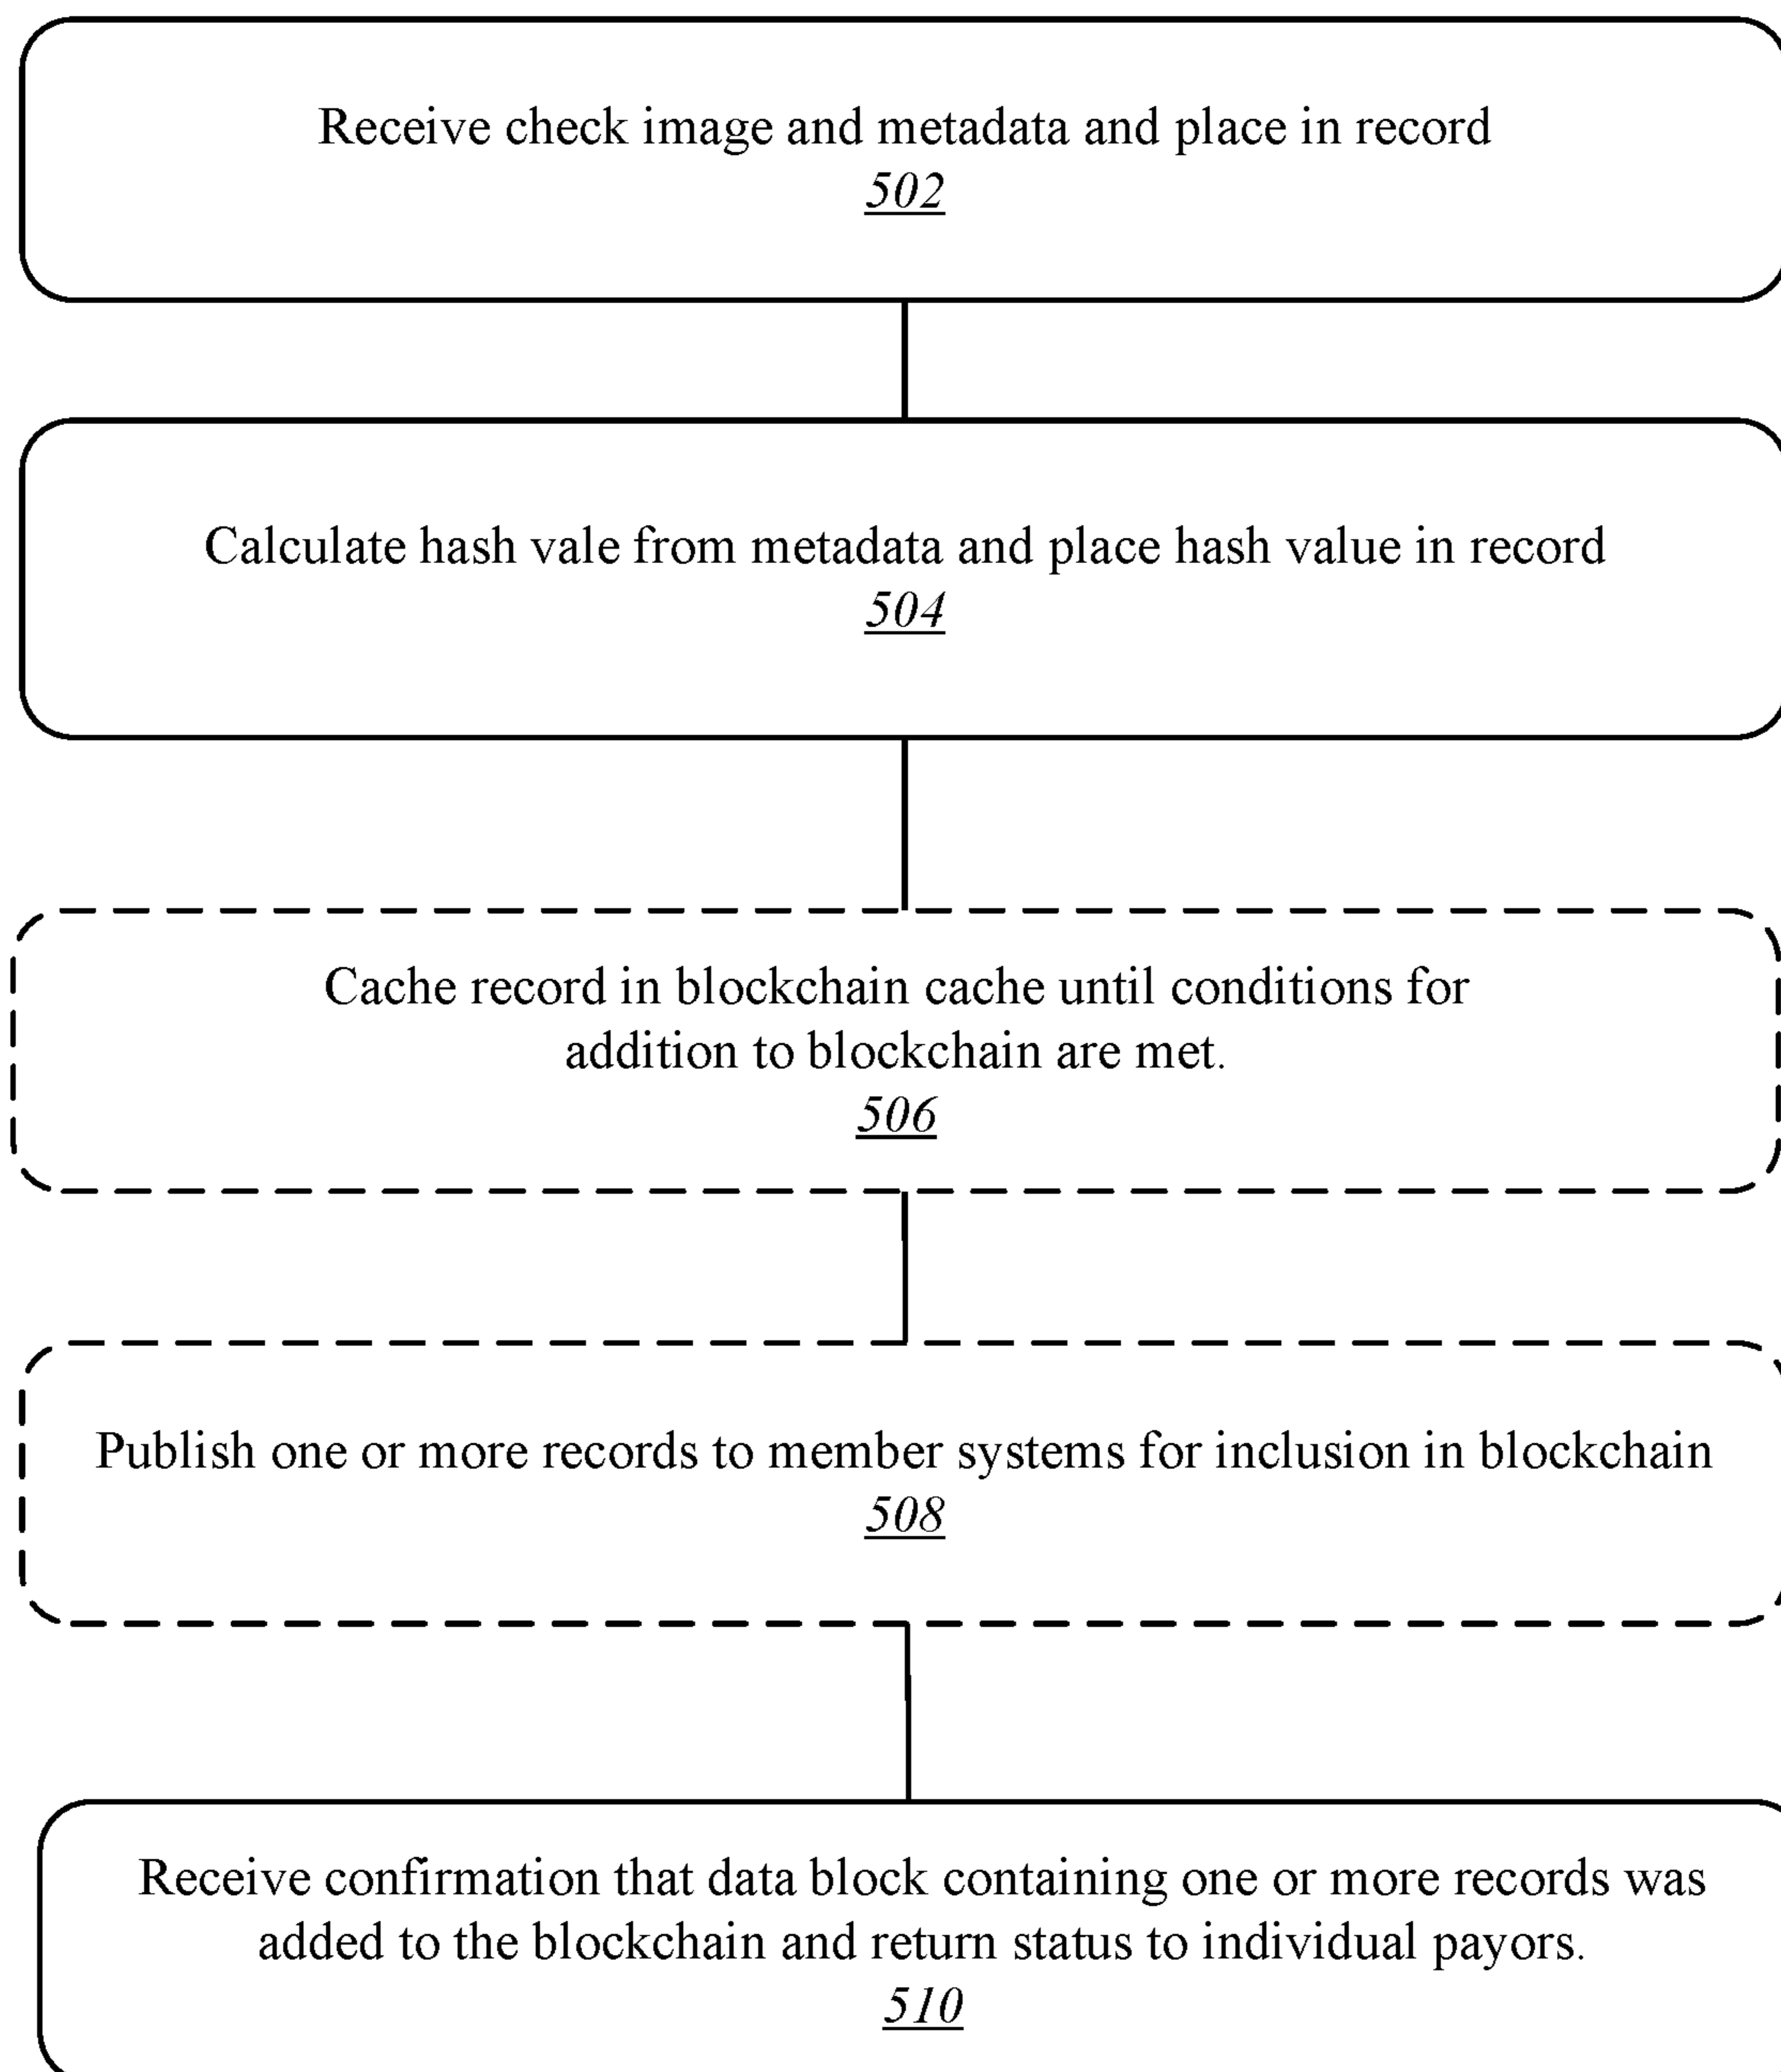 Receive check image and metadata and place in record
502
Calculate hash vale from metadata and place hash value in record
504
Cache record in blockchain cache until conditions for
addition to blockchain are met.
506
Publish one or more records to member systems for inclusion in blockchain
508
Receive confirmation that data block containing one or more records was
added to the blockchain and return status to individual payors.
510